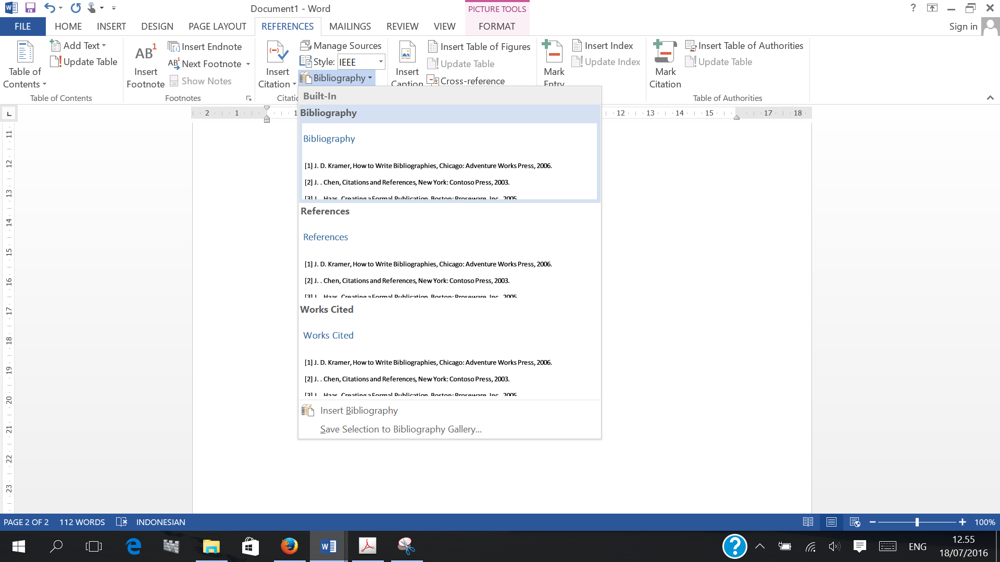 Document1 - Word
PICTURE TOOLS
?
FILE HOME INSERT DESIGN PAGE LAYOUT REFERENCES MAILINGS REVIEW VIEW FORMAT Sign in
Table of Contents
Add Text
Update Table
Table of Contents
AB1
Insert Footnote
Insert Endnote
AB1 Next Footnote
Show Notes
Footnotes
Insert Citation
Manage Sources
Style: IEEE
Bibliography
Citatio
Insert Caption
Insert Table of Figures
Update Table
Cross-reference
Mark Entry
Insert Index
Update Index
Mark Citation
Insert Table of Authorities
Update Table
Table of Authorities
2 1 1 12 13 14 15 17 18
11
12
13
14
15
16
17
18
19
20
21
22
23
Built-In
Bibliography
Bibliography
[1] J. D. Kramer, How to Write Bibliographies, Chicago: Adventure Works Press, 2006.
[2] J. . Chen, Citations and References, New York: Contoso Press, 2003.
[3] J. . Haas, Creating a Formal Publication, Boston: Proseware, Inc., 2005.
References
References
[1] J. D. Kramer, How to Write Bibliographies, Chicago: Adventure Works Press, 2006.
[2] J. . Chen, Citations and References, New York: Contoso Press, 2003.
[3] J. . Haas, Creating a Formal Publication, Boston: Proseware, Inc., 2005.
Works Cited
Works Cited
[1] J. D. Kramer, How to Write Bibliographies, Chicago: Adventure Works Press, 2006.
[2] J. . Chen, Citations and References, New York: Contoso Press, 2003.
[3] J. . Haas, Creating a Formal Publication, Boston: Proseware, Inc., 2005.
Insert Bibliography
Save Selection to Bibliography Gallery...
PAGE 2 OF 2 112 WORDS INDONESIAN 100%
? ENG 12.55
18/07/2016